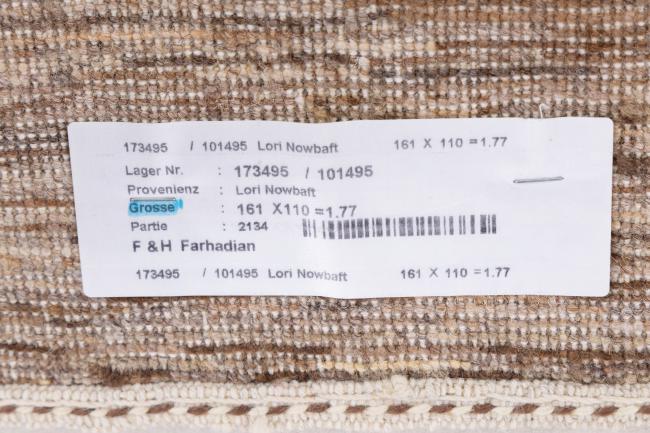 173495 / 101495 Lori Nowbaft 161 X 110 = 1.77
Lager Nr. : 173495 / 101495
Provenienz : Lori Nowbaft
Grosse : 161 X110 = 1.77
Partie : 2134
F & H Farhadian
173495 / 101495 Lori Nowbaft 161 X 110 = 1.77